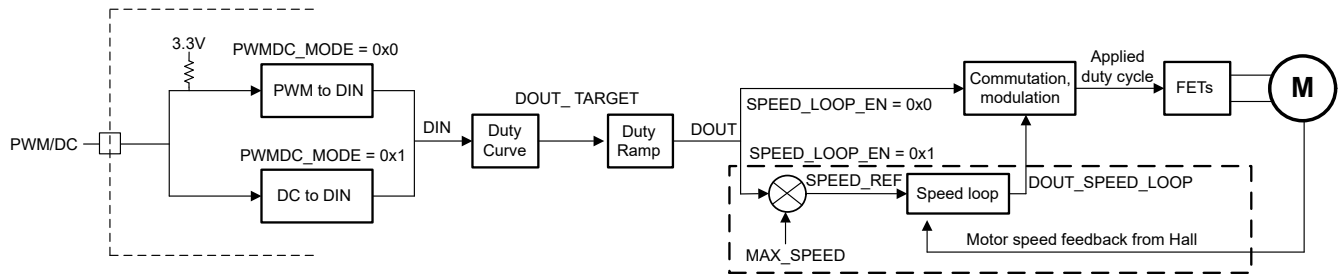 3.3V
PWMDC_MODE = 0x0
PWM to DIN
PWM/DC
PWMDC_MODE = 0x1
DC to DIN
DIN
Duty
Curve
DOUT_ TARGET
Duty
Ramp
DOUT
SPEED_LOOP_EN = 0x0
SPEED_LOOP_EN = 0x1
SPEED_REF
MAX_SPEED
Speed loop
DOUT_SPEED_LOOP
Motor speed feedback from Hall
Commutation,
modulation
Applied
duty cycle
FETs
M